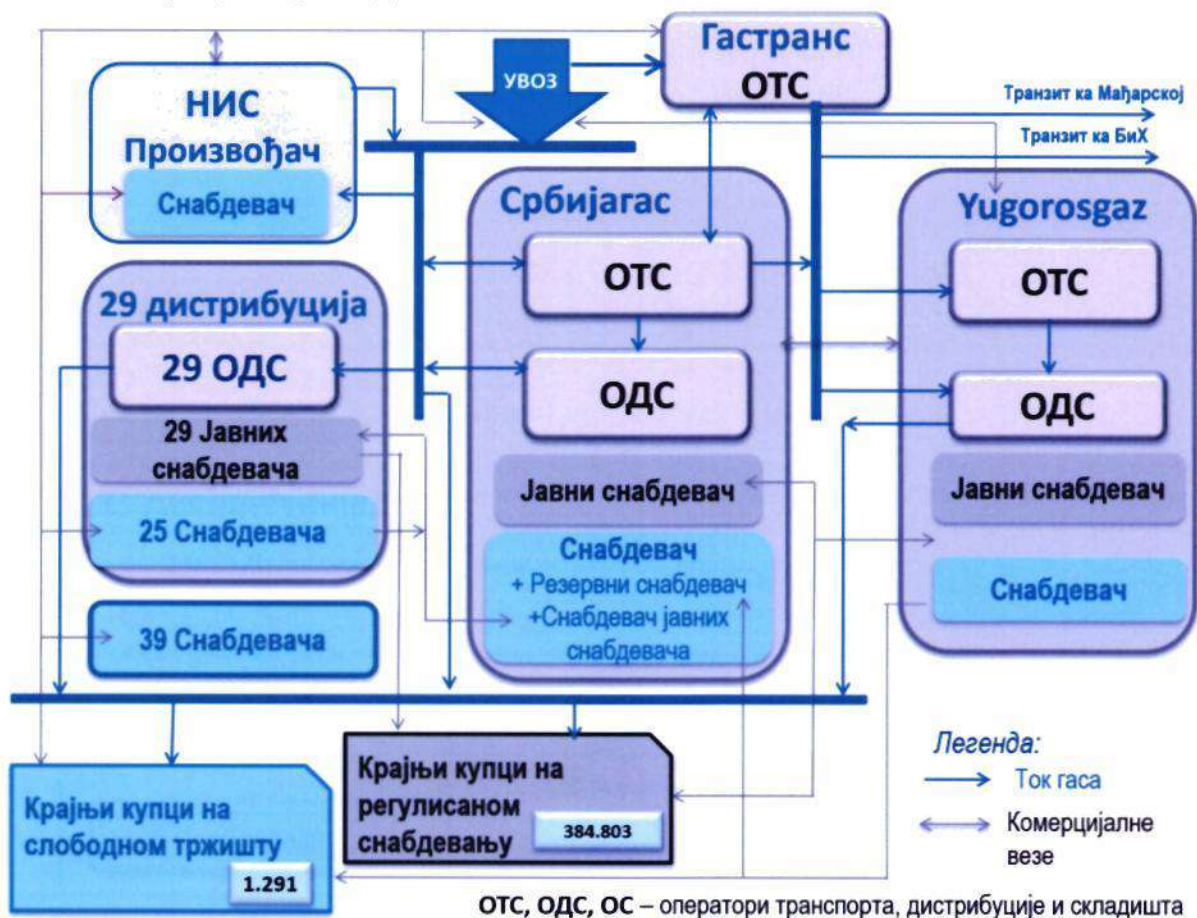 Гастранс
ОТС
УВОЗ
НИС
Произвођач
Снабдевач
Транзит ка Мађарској
Транзит ка БиХ
Србијагас
ОТС
ОДС
Јавни снабдевач
Снабдевач
+ Резервни снабдевач
+Снабдевач јавних
снабдевача
Yugorosgaz
ОТС
ОДС
Јавни снабдевач
Снабдевач
29 дистрибуција
29 ОДС
29 Јавних
снабдевача
25 Снабдевача
39 Снабдевача
Крајњи купци на
слободном тржишту
1.291
Крајњи купци на
регулисаном
снабдевању
384.803
Легенда:
Ток гаса
Комерцијалне
везе
ОТС, ОДС, ОС – оператори транспорта, дистрибуције и складишта